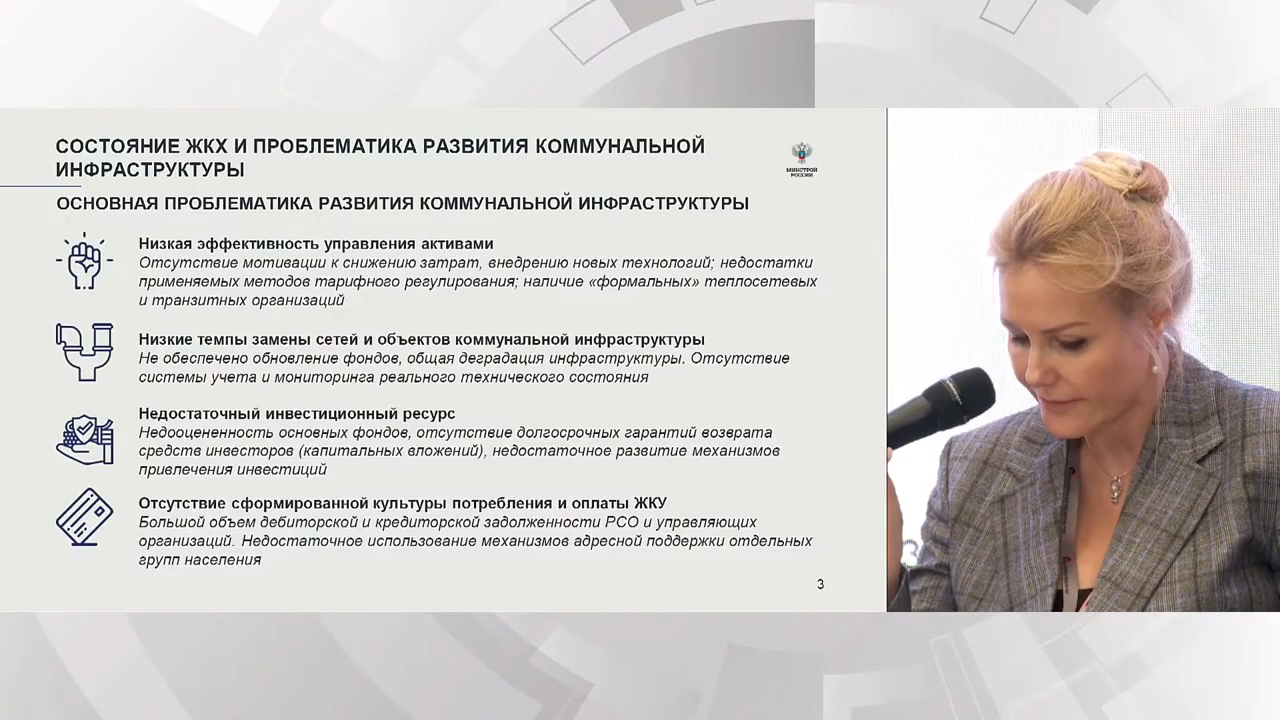 СОСТОЯНИЕ ЖКХ И ПРОБЛЕМАТИКА РАЗВИТИЯ КОММУНАЛЬНОЙ
ИНФРАСТРУКТУРЫ
МИНСТРОЙ
РОССИИ
ОСНОВНАЯ ПРОБЛЕМАТИКА РАЗВИТИЯ КОММУНАЛЬНОЙ ИНФРАСТРУКТУРЫ
Низкая эффективность управления активами
Отсутствие мотивации к снижению затрат, внедрению новых технологий; недостатки
применяемых методов тарифного регулирования; наличие «формальных» теплосетевых
и транзитных организаций
Низкие темпы замены сетей и объектов коммунальной инфраструктуры
Не обеспечено обновление фондов, общая деградация инфраструктуры. Отсутствие
системы учета и мониторинга реального технического состояния
Недостаточный инвестиционный ресурс
Недооцененность основных фондов, отсутствие долгосрочных гарантий возврата
средств инвесторов (капитальных вложений), недостаточное развитие механизмов
привлечения инвестиций
Отсутствие сформированной культуры потребления и оплаты ЖКУ
Большой объем дебиторской и кредиторской задолженности РСО и управляющих
организаций. Недостаточное использование механизмов адресной поддержки отдельных
групп населения
3